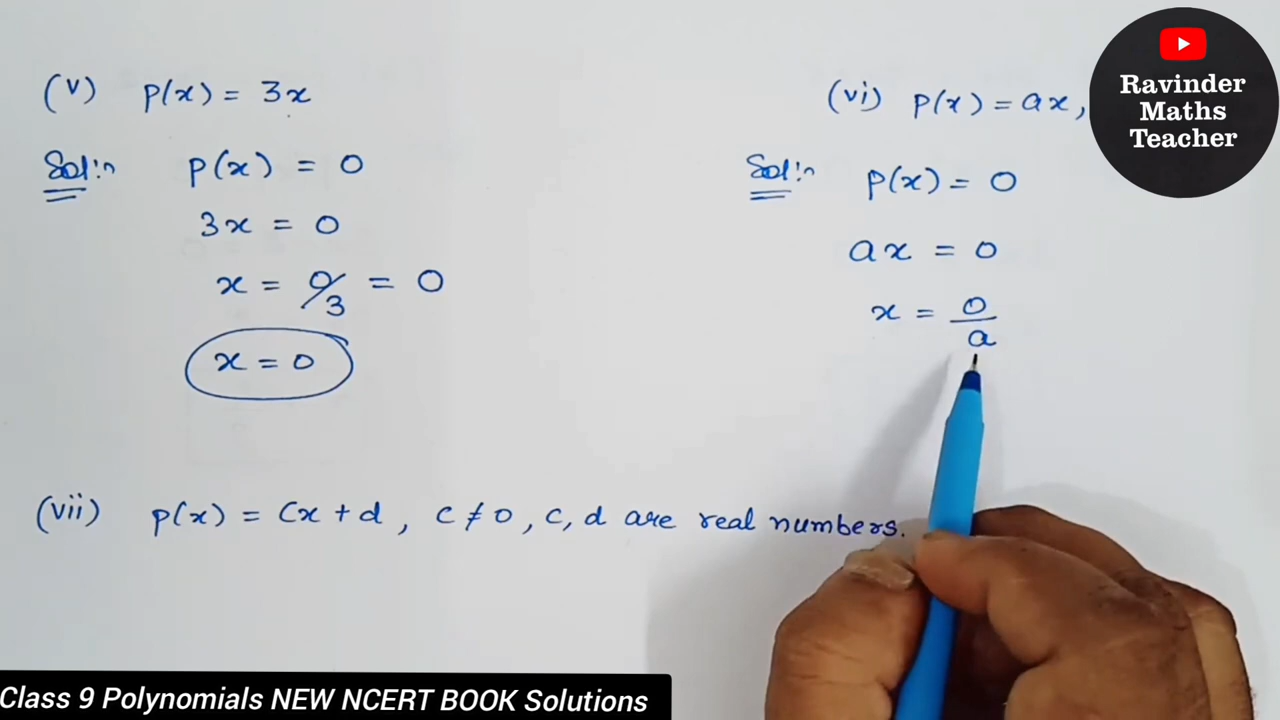 (v) p(x) = 3x
Sol:n p(x) = 0
3x = 0
x = 0/3 = 0
x = 0
(vi) p(x) = ax,
Sol:n p(x) = 0
ax = 0
x = 0/a
(vii) p(x) = cx + d, c ≠ 0, c, d are real numbers.
Ravinder
Maths
Teacher
Class 9 Polynomials NEW NCERT BOOK Solutions